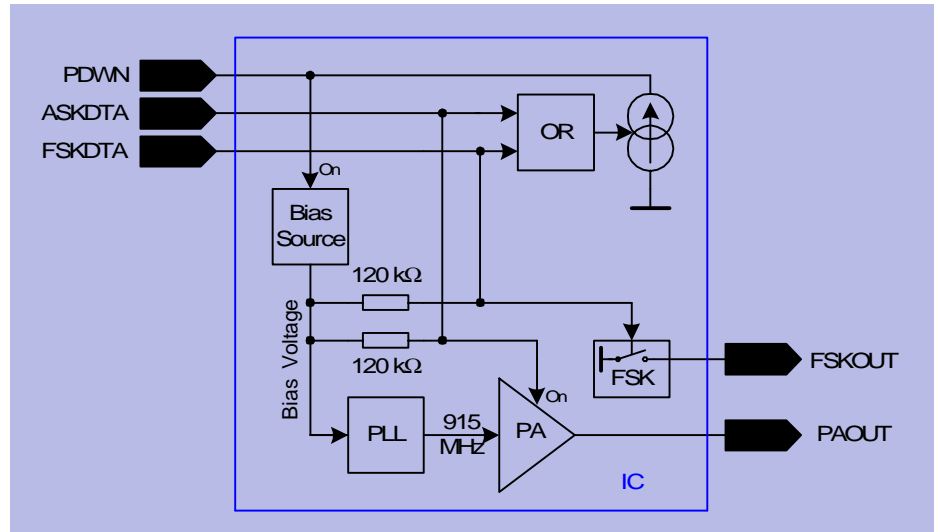 PDWN
ASKDTA
FSKDTA
OR
On
Bias
Source
120 kΩ
Bias Voltage
120 kΩ
FSK
FSKOUT
On
PLL
915
MHz
PA
PAOUT
IC